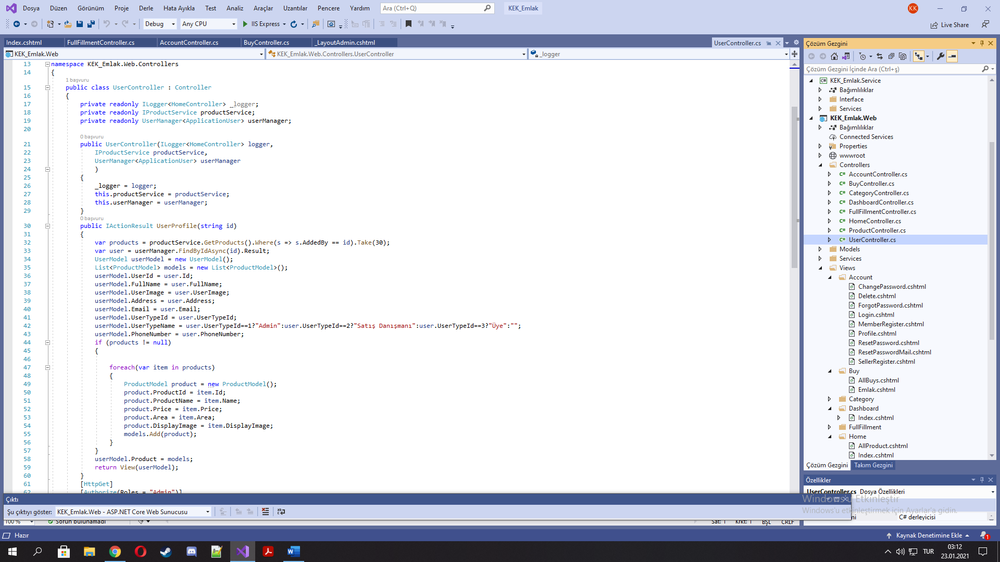 Dosya Düzen Görünüm Proje Derle Hata Ayıkla Test Analiz Araçlar Uzantılar Pencere Yardım Ara (Ctrl+Q) KEK_Emlak KK
Debug Any CPU IIS Express Live Share
Index.cshtml FullFillmentController.cs AccountController.cs BuyController.cs _LayoutAdmin.cshtml UserController.cs
KEK_Emlak.Web KEK_Emlak.Web.Controllers.UserController _logger
13 namespace KEK_Emlak.Web.Controllers
14 {
1 başvuru
15 public class UserController : Controller
16 {
17 private readonly ILogger<HomeController> _logger;
18 private readonly IProductService productService;
19 private readonly UserManager<ApplicationUser> userManager;
20
0 başvuru
21 public UserController(ILogger<HomeController> logger,
22 IProductService productService,
23 UserManager<ApplicationUser> userManager
24 )
25 {
26 _logger = logger;
27 this.productService = productService;
28 this.userManager = userManager;
29 }
0 başvuru
30 public IActionResult UserProfile(string id)
31 {
32 var products = productService.GetProducts().Where(s => s.AddedBy == id).Take(30);
33 var user = userManager.FindByIdAsync(id).Result;
34 UserModel userModel = new UserModel();
35 List<ProductModel> models = new List<ProductModel>();
36 userModel.UserId = user.Id;
37 userModel.FullName = user.FullName;
38 userModel.UserImage = user.UserImage;
39 userModel.Address = user.Address;
40 userModel.Email = user.Email;
41 userModel.UserTypeId = user.UserTypeId;
42 userModel.UserTypeName = user.UserTypeId==1?"Admin":user.UserTypeId==2?"Satış Danışmanı":user.UserTypeId==3?"Üye":"";
43 userModel.PhoneNumber = user.PhoneNumber;
44 if (products != null)
45 {
46
47 foreach(var item in products)
48 {
49 ProductModel product = new ProductModel();
50 product.ProductId = item.Id;
51 product.ProductName = item.Name;
52 product.Price = item.Price;
53 product.Area = item.Area;
54 product.DisplayImage = item.DisplayImage;
55 models.Add(product);
56 }
57 }
58 userModel.Product = models;
59 return View(userModel);
60 }
61 [HttpGet]
62 [Authorize(Roles = "Admin")]
Çıktı
Şu çıktıyı göster: KEK_Emlak.Web - ASP.NET Core Web Sunucusu
100 % Sorun bulunamadı Sat: 1 Krkt: 1 BŞL CRLF
Çözüm Gezgini
Çözüm Gezgini İçinde Ara (Ctrl+ş)
KEK_Emlak.Service
Bağımlılıklar
Interface
Services
KEK_Emlak.Web
Bağımlılıklar
Connected Services
Properties
wwwroot
Controllers
C# AccountController.cs
C# BuyController.cs
C# CategoryController.cs
C# DashboardController.cs
C# FullFillmentController.cs
C# HomeController.cs
C# ProductController.cs
C# UserController.cs
Models
Services
Views
Account
ChangePassword.cshtml
Delete.cshtml
ForgotPassword.cshtml
Login.cshtml
MemberRegister.cshtml
Profile.cshtml
ResetPassword.cshtml
ResetPasswordMail.cshtml
SellerRegister.cshtml
Buy
AllBuys.cshtml
Emlak.cshtml
Category
Dashboard
Index.cshtml
FullFillment
Home
AllProduct.cshtml
Index.cshtml
Çözüm Gezgini Takım Gezgini
Özellikler
UserController.cs Dosya Özellikleri
Windows'u Etkinleştir
Windows'u etkinleştirmek için Ayarlar'a gidin.
C# derleyicisi
Hazır Kaynak Denetimine Ekle 1
TUR 03:12
23.01.2021